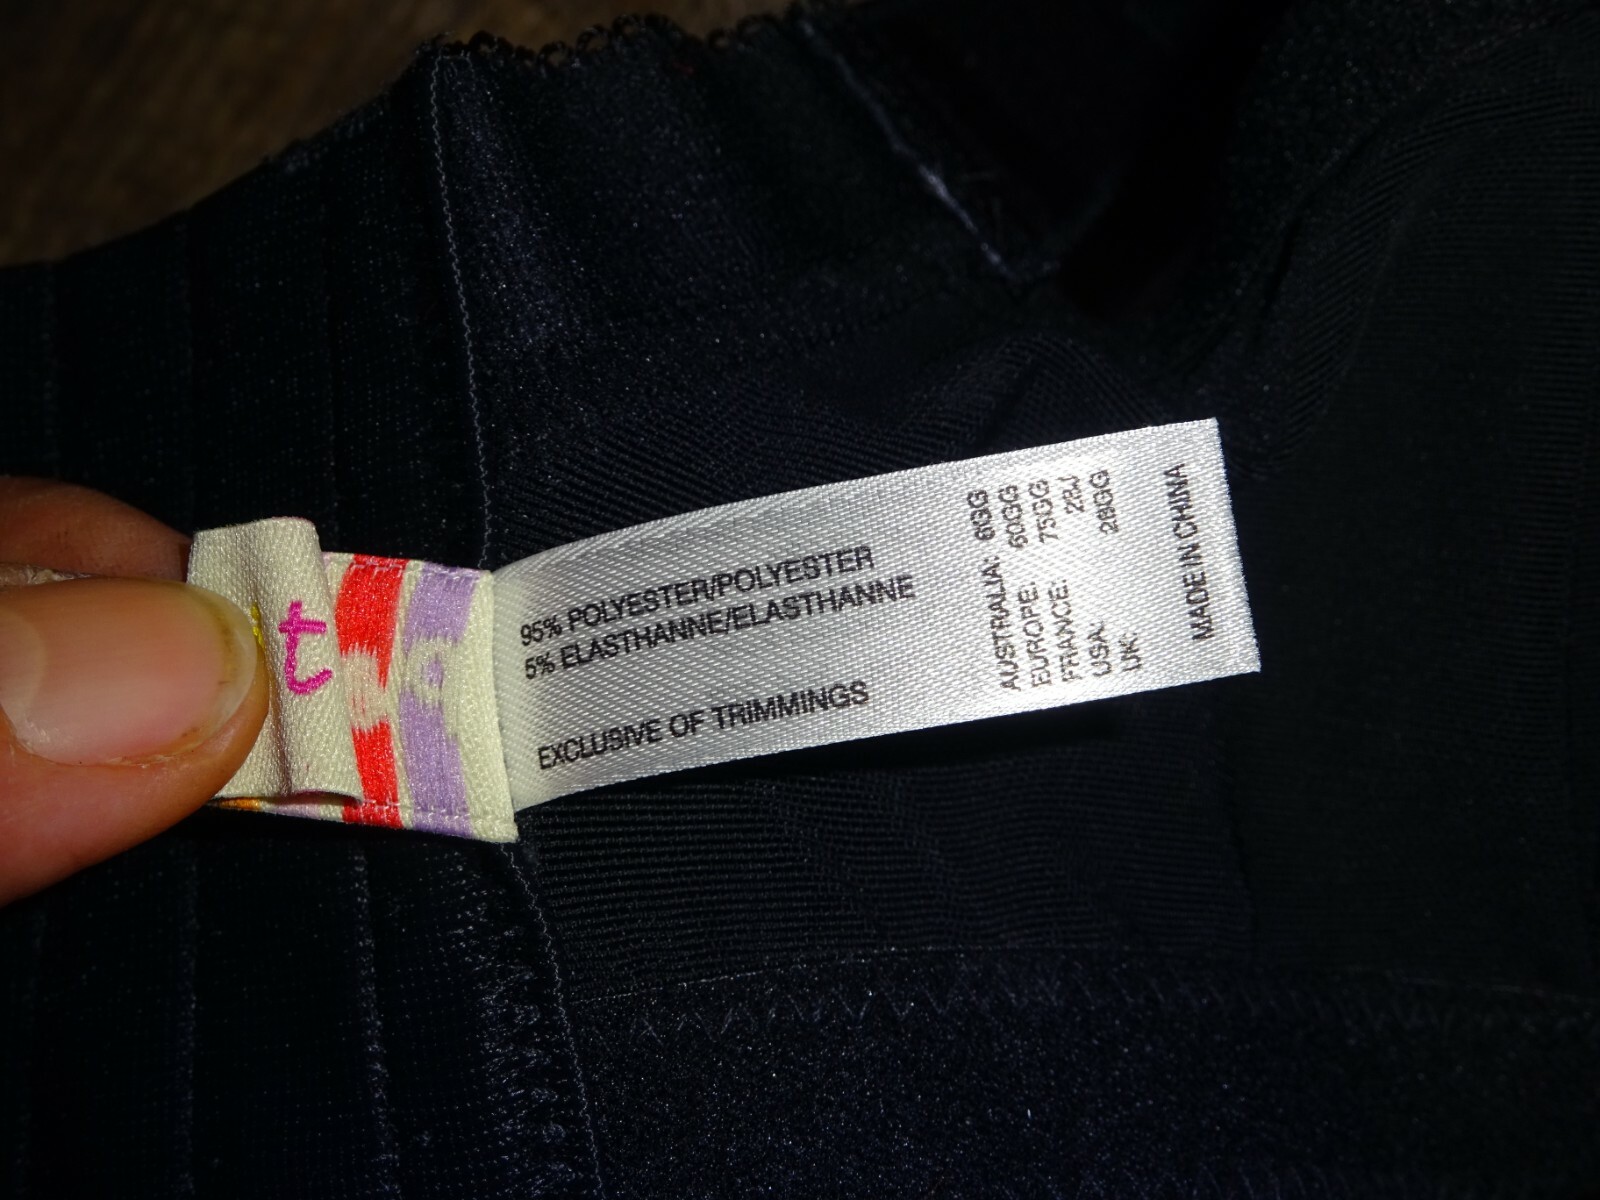 t
95% POLYESTER/POLYESTER
5% ELASTHANNE/ELASTHANNE
EXCLUSIVE OF TRIMMINGS
AUSTRALIA: 6GG
EUROPE: 60GG
FRANCE: 75GG
USA: 28J
UK: 28GG
MADE IN CHINA